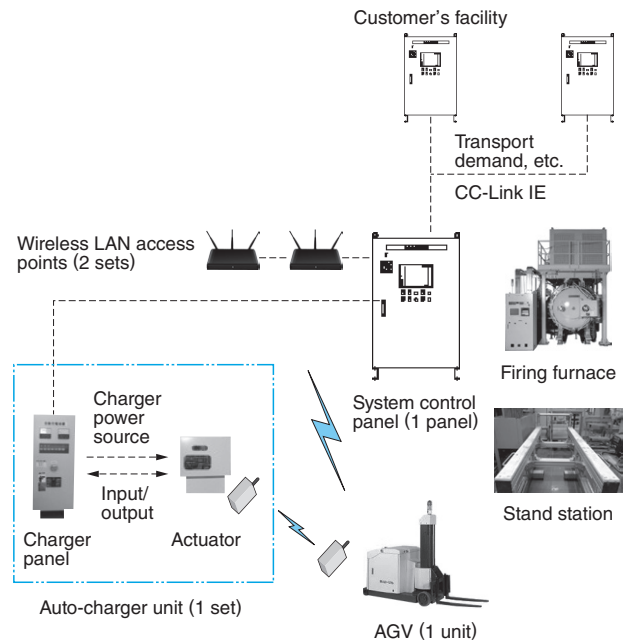 Customer's facility
Transport
demand, etc.
CC-Link IE
Wireless LAN access
points (2 sets)
Firing furnace
System control
panel (1 panel)
Charger
power
source
Input/
output
Charger
panel
Actuator
Stand station
Auto-charger unit (1 set)
AGV (1 unit)